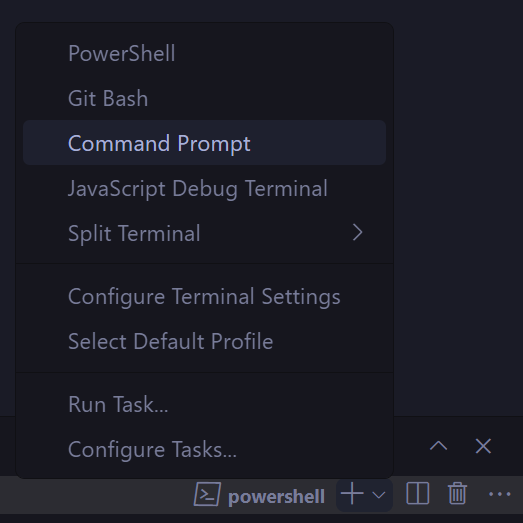 PowerShell
Git Bash
Command Prompt
JavaScript Debug Terminal
Split Terminal
Configure Terminal Settings
Select Default Profile
Run Task...
Configure Tasks...
powershell